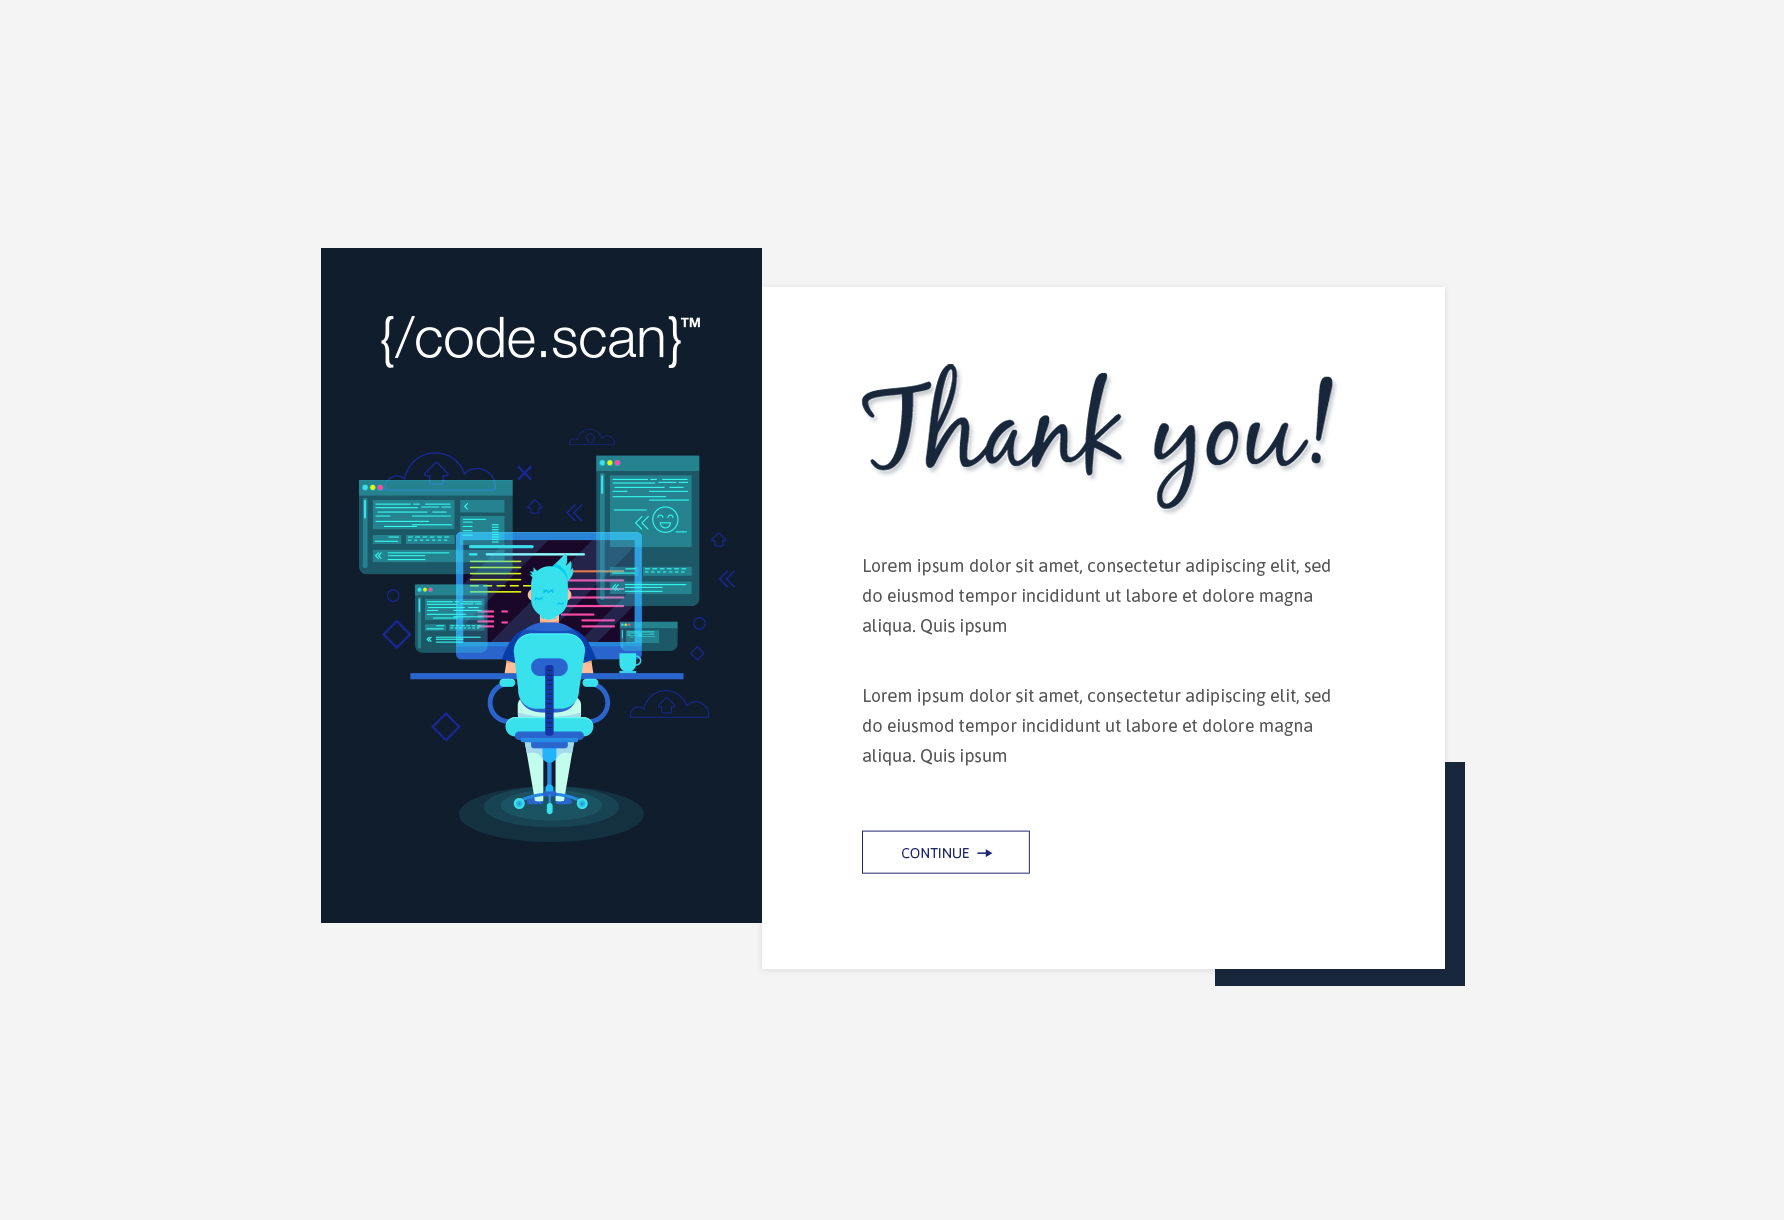 {/code.scan}™
Thank you!
Lorem ipsum dolor sit amet, consectetur adipiscing elit, sed
do eiusmod tempor incididunt ut labore et dolore magna
aliqua. Quis ipsum
Lorem ipsum dolor sit amet, consectetur adipiscing elit, sed
do eiusmod tempor incididunt ut labore et dolore magna
aliqua. Quis ipsum
CONTINUE